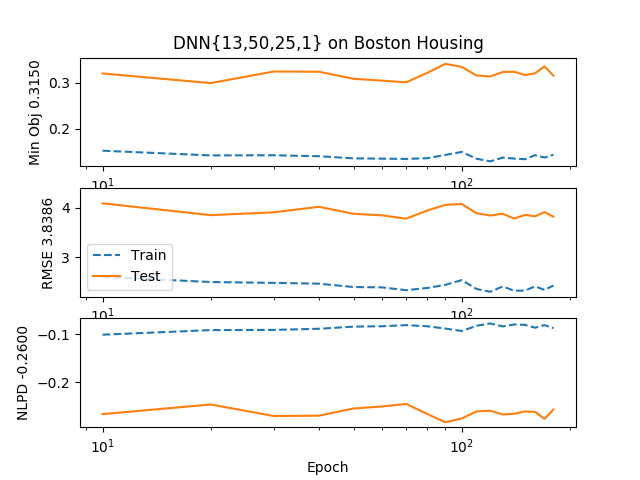 DNN{13,50,25,1} on Boston Housing
Min Obj 0.3150
0.3
0.2
10¹
10²
RMSE 3.8386
4
3
Train
Test
10¹
10²
NLPD -0.2600
−0.1
−0.2
10¹
10²
Epoch